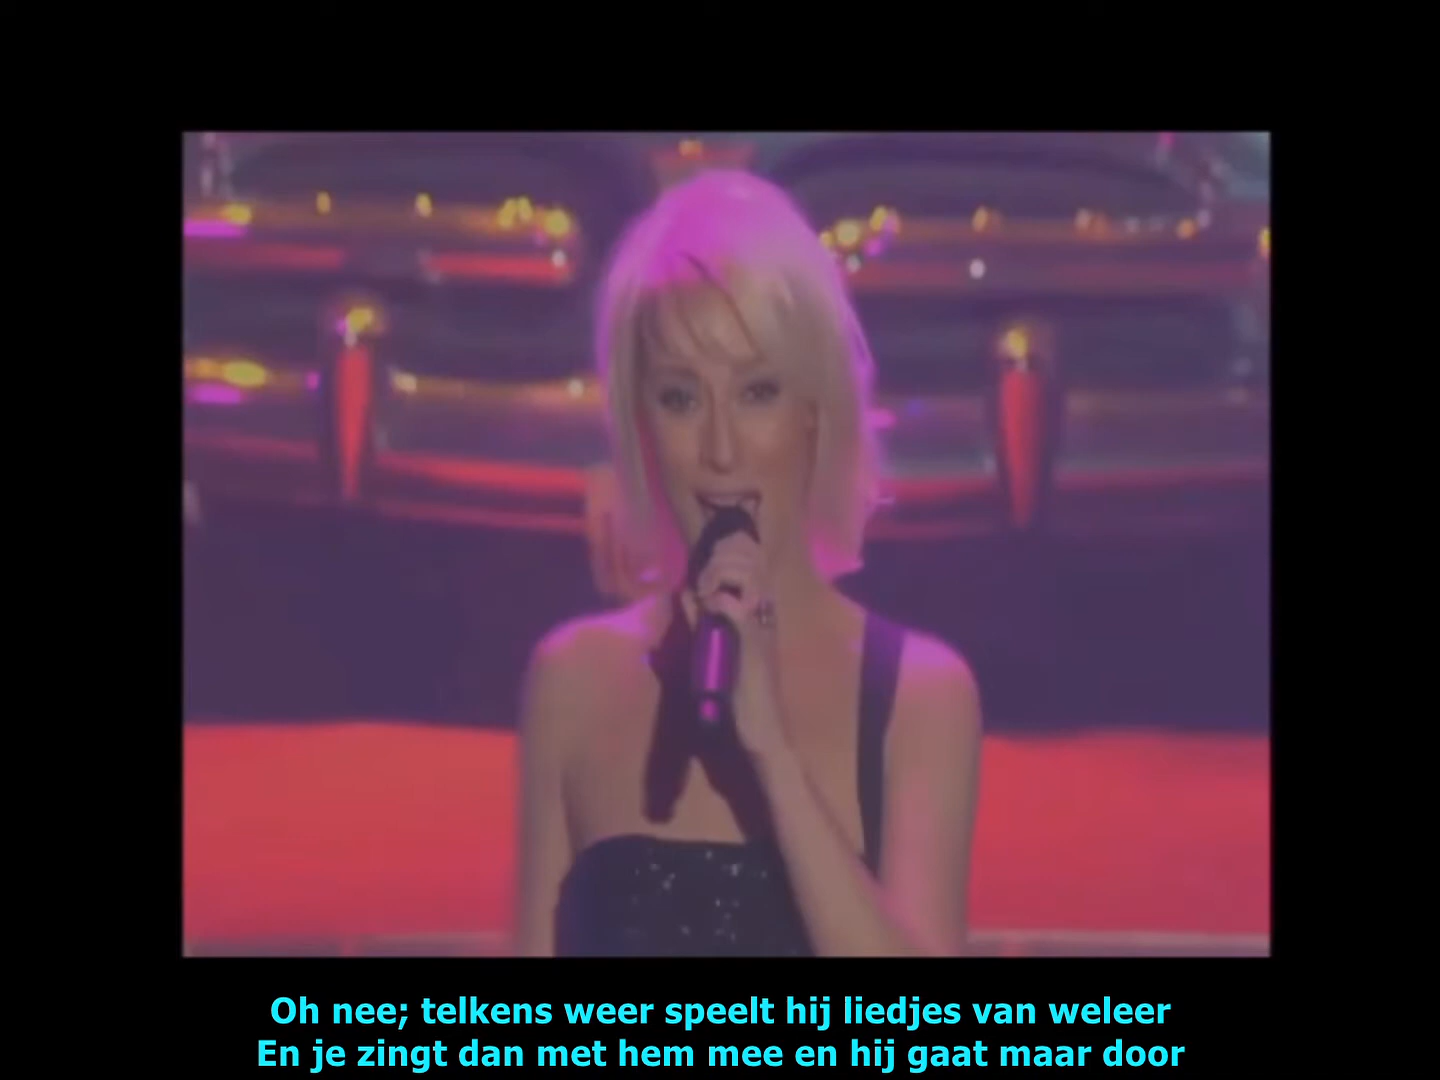 Oh nee; telkens weer speelt hij liedjes van weleer
En je zingt dan met hem mee en hij gaat maar door